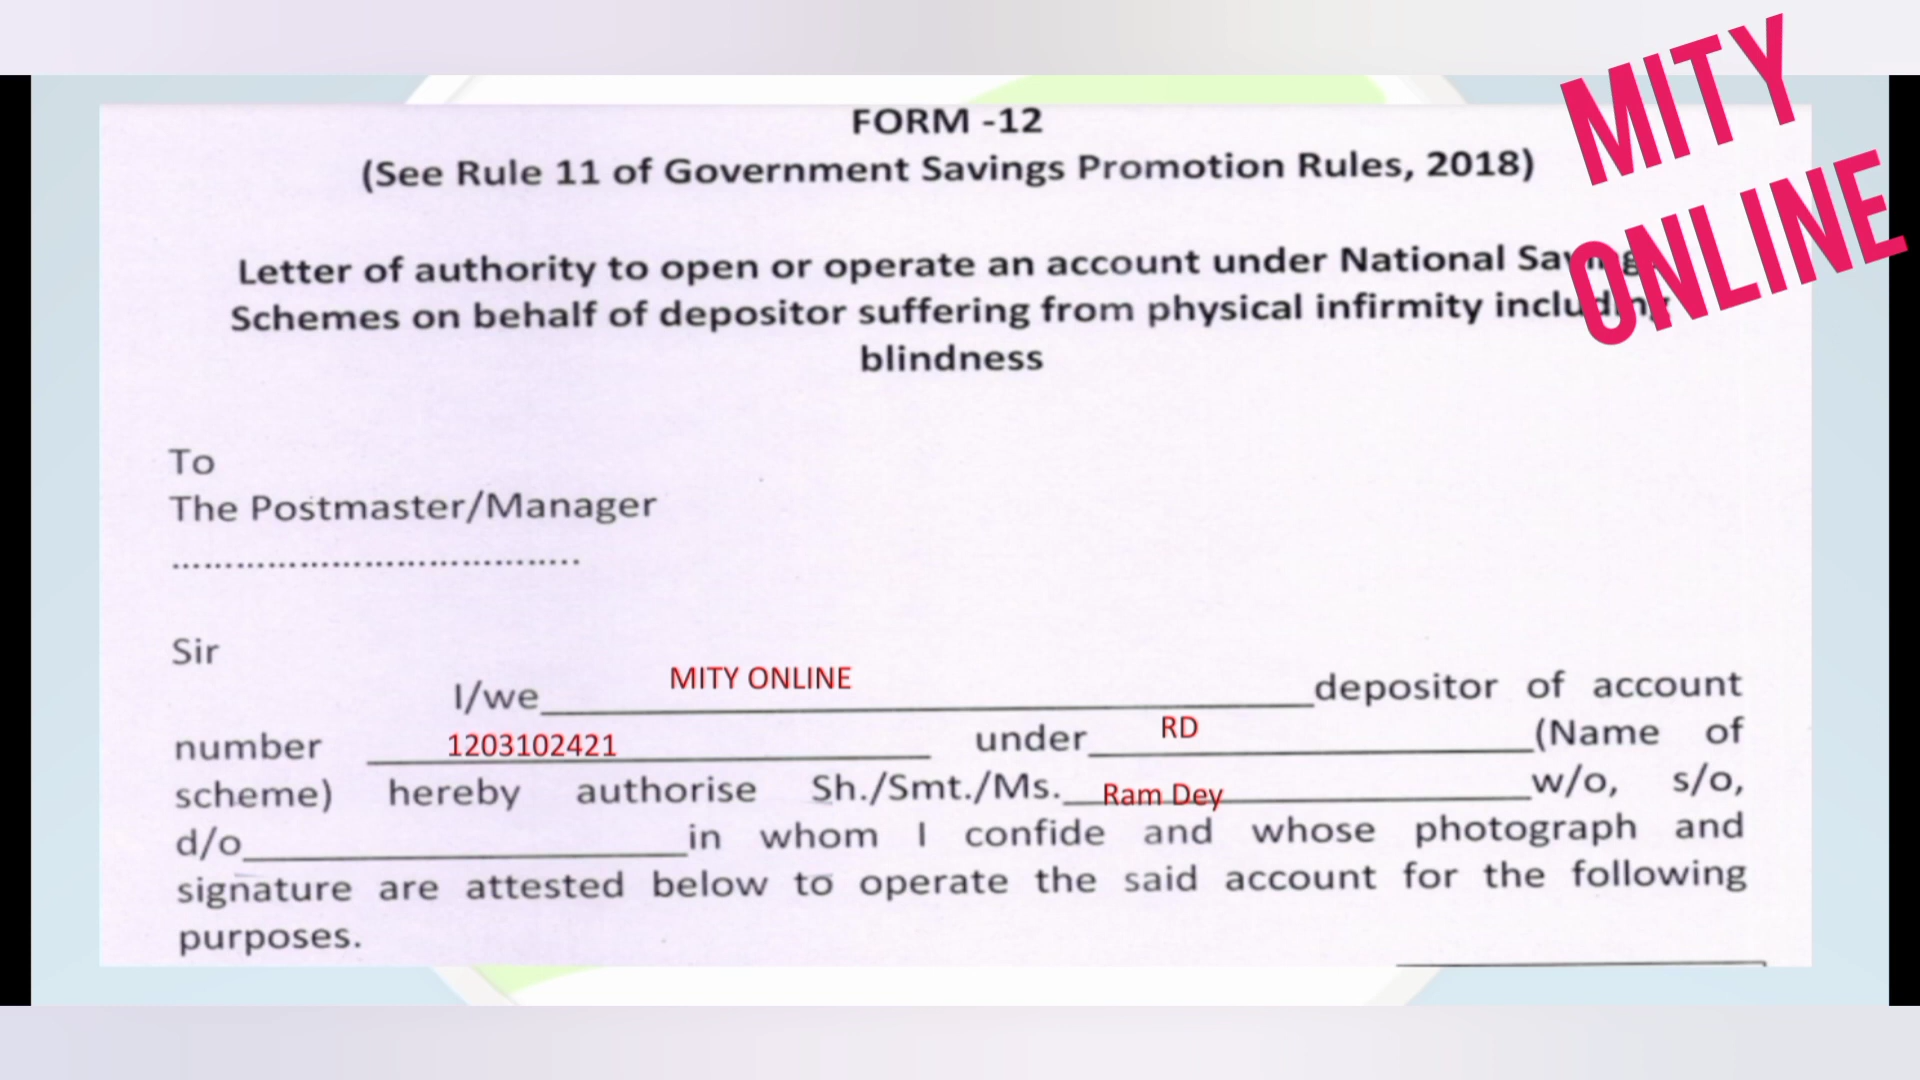 MITY
ONLINE
FORM -12
(See Rule 11 of Government Savings Promotion Rules, 2018)
Letter of authority to open or operate an account under National Savings
Schemes on behalf of depositor suffering from physical infirmity including
blindness
To
The Postmaster/Manager
......................................
Sir
I/we MITY ONLINE depositor of account
number 1203102421 under RD (Name of
scheme) hereby authorise Sh./Smt./Ms. Ram Dey w/o, s/o,
d/o in whom I confide and whose photograph and
signature are attested below to operate the said account for the following
purposes.